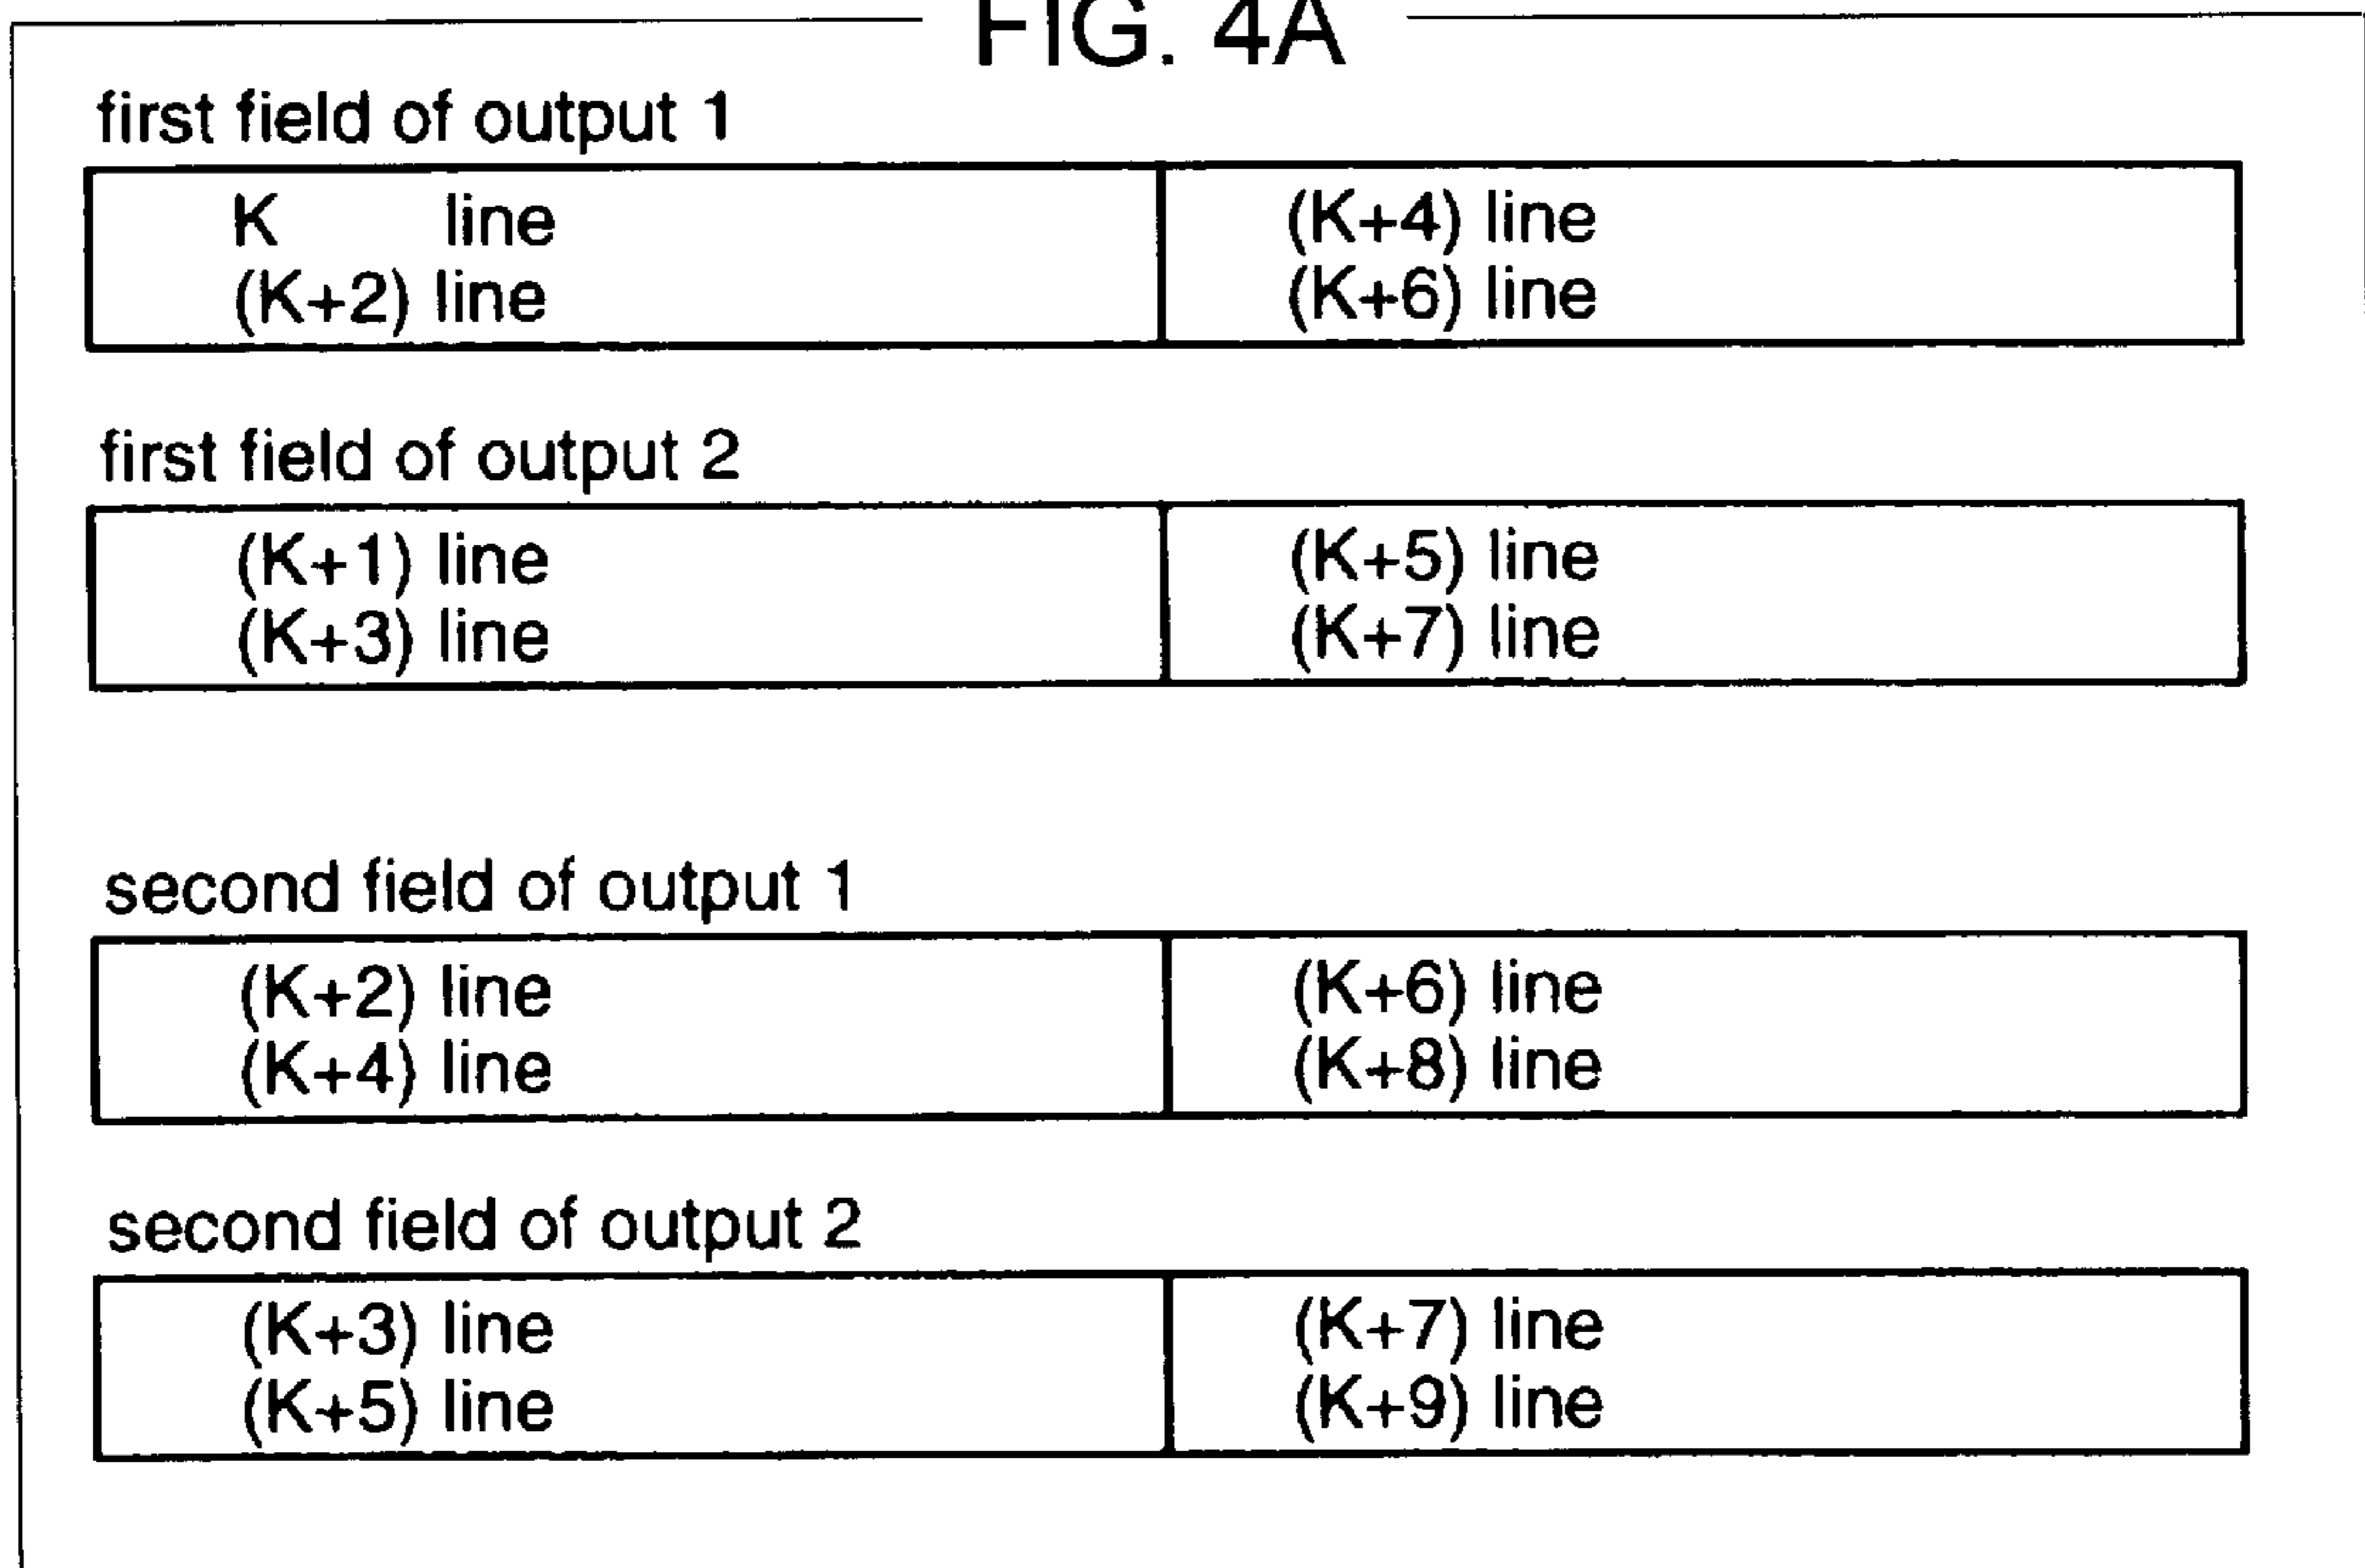 FIG. 4A
first field of output 1
K line (K+4) line
(K+2) line (K+6) line
first field of output 2
(K+1) line (K+5) line
(K+3) line (K+7) line
second field of output 1
(K+2) line (K+6) line
(K+4) line (K+8) line
second field of output 2
(K+3) line (K+7) line
(K+5) line (K+9) line